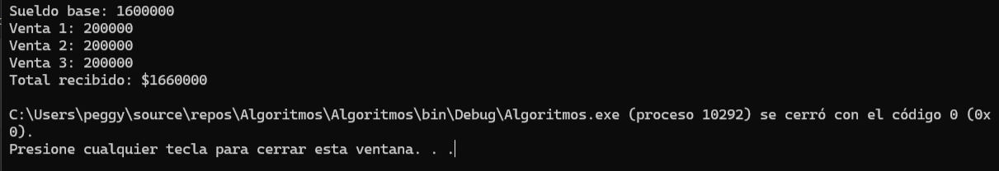 Sueldo base: 1600000
Venta 1: 200000
Venta 2: 200000
Venta 3: 200000
Total recibido: $1660000
C:\Users\peggy\source\repos\Algoritmos\Algoritmos\bin\Debug\Algoritmos.exe (proceso 10292) se cerró con el código 0 (0x
0).
Presione cualquier tecla para cerrar esta ventana. . .